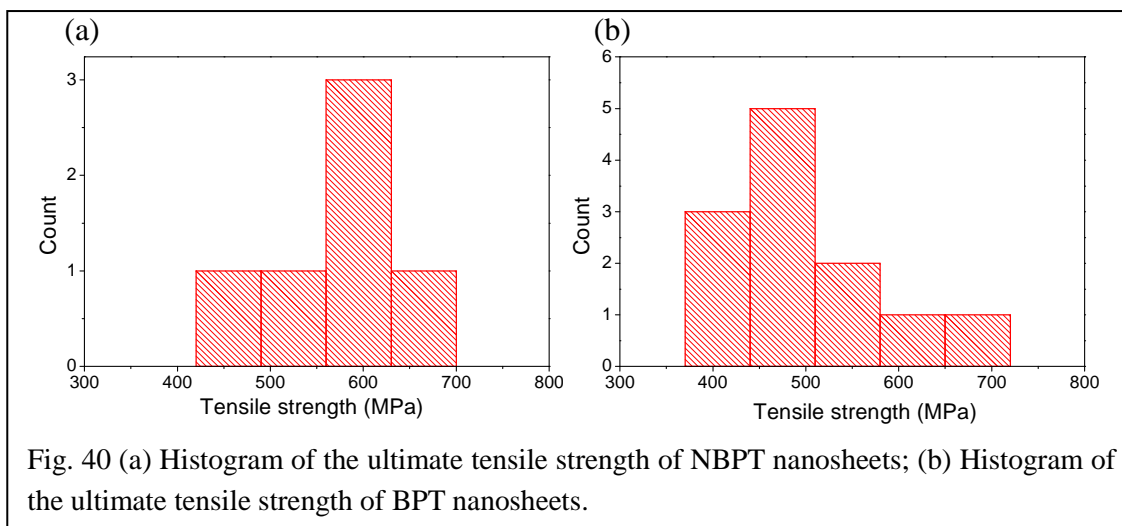 (a)
(b)
3
2
1
0
Count
300 400 500 600 700 800
Tensile strength (MPa)
6
5
4
3
2
1
0
Count
300 400 500 600 700 800
Tensile strength (MPa)
Fig. 40 (a) Histogram of the ultimate tensile strength of NBPT nanosheets; (b) Histogram of
the ultimate tensile strength of BPT nanosheets.